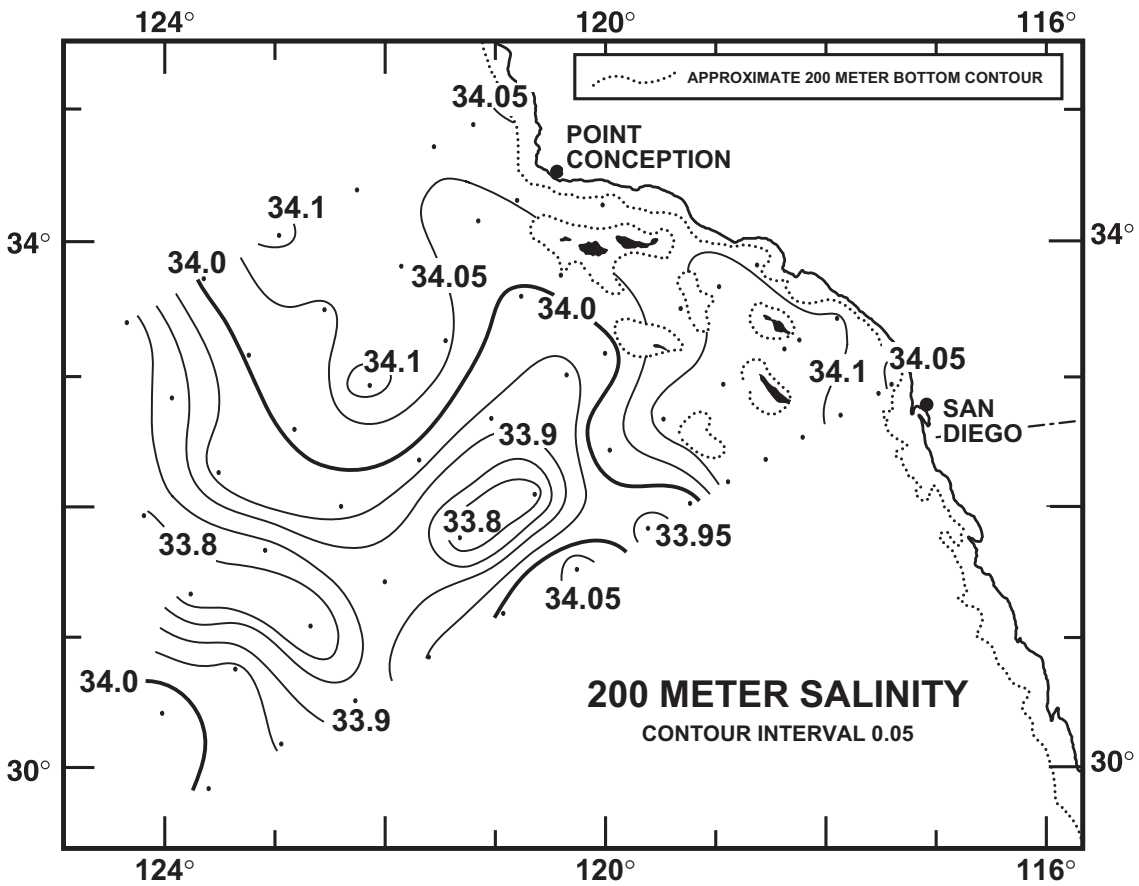 124° 120° 116°
APPROXIMATE 200 METER BOTTOM CONTOUR
34.05
POINT
CONCEPTION
34.1
34° 34°
34.0
34.05
34.0
34.1
34.1
34.05
SAN
DIEGO
33.9
33.8
33.95
33.8
34.05
34.0
200 METER SALINITY
33.9
CONTOUR INTERVAL 0.05
30° 30°
124° 120° 116°